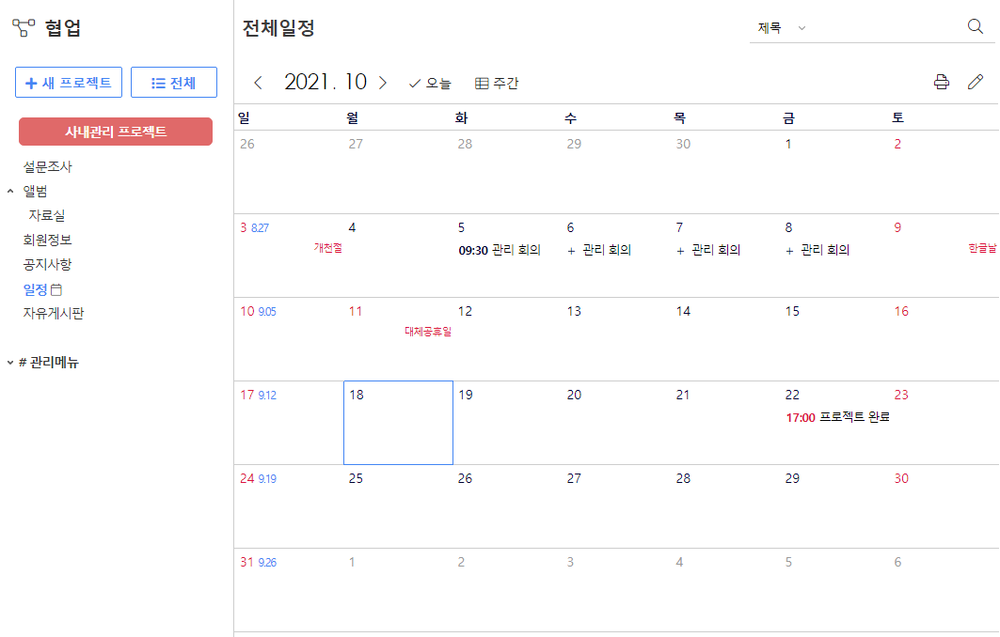 협업
새 프로젝트 전체
사내관리 프로젝트
설문조사
앨범
자료실
회원정보
공지사항
일정
자유게시판
# 관리메뉴
전체일정
제목
2021. 10 오늘 주간
일 월 화 수 목 금 토
26 27 28 29 30 1 2
3 8.27 4 5 6 7 8 9
개천절 09:30 관리 회의 + 관리 회의 + 관리 회의 + 관리 회의 한글날
10 9.05 11 12 13 14 15 16
대체공휴일
17 9.12 18 19 20 21 22 23
17:00 프로젝트 완료
24 9.19 25 26 27 28 29 30
31 9.26 1 2 3 4 5 6